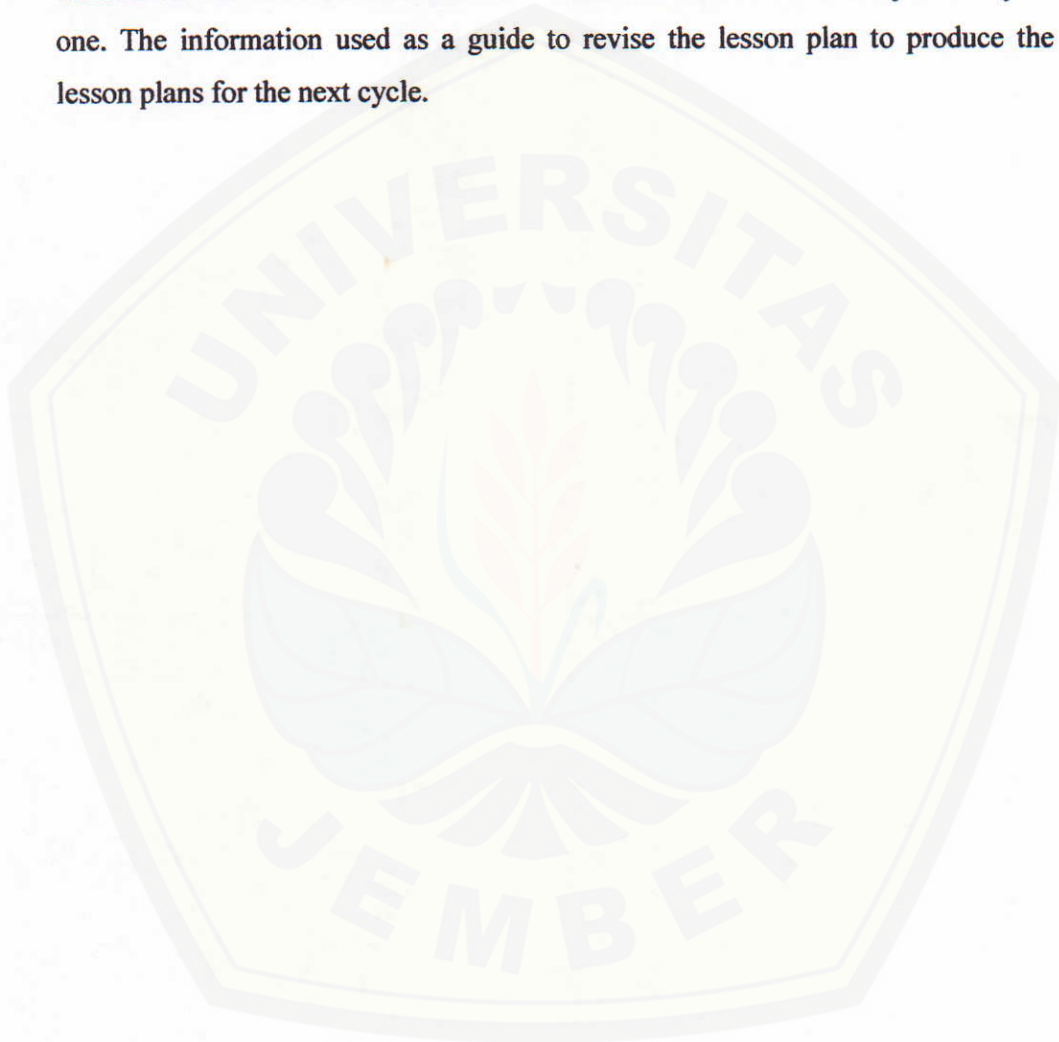 one. The information used as a guide to revise the lesson plan to produce the
lesson plans for the next cycle.
UNIVERSITAS
JEMBER